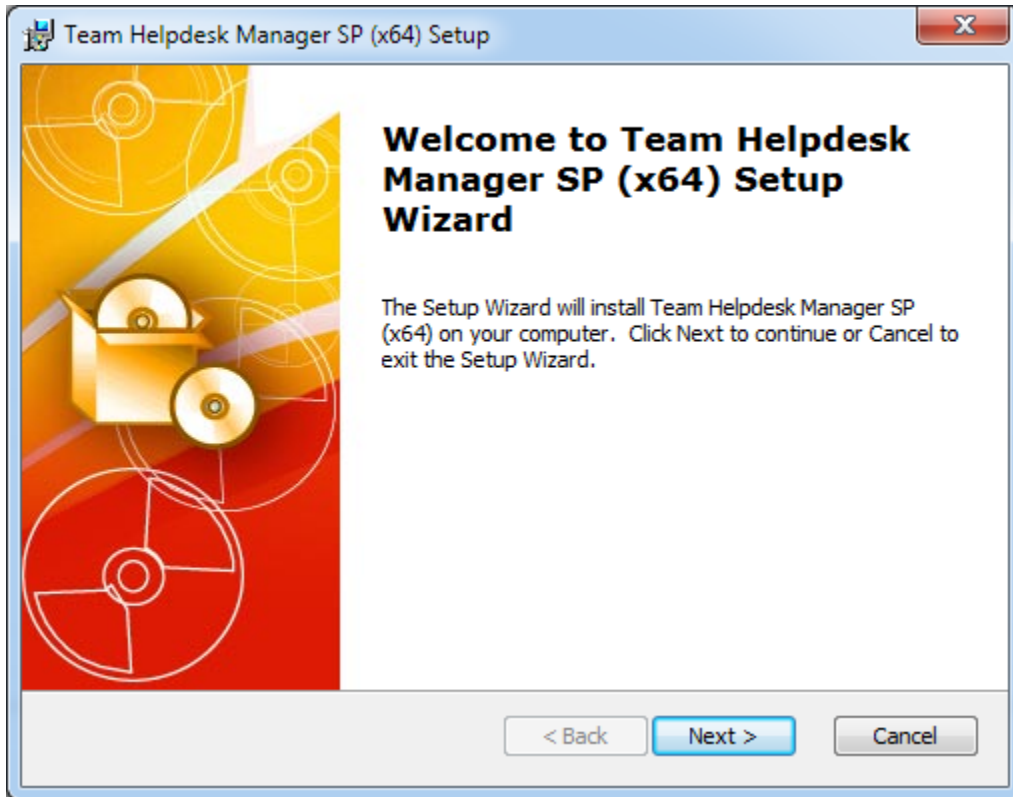 Team Helpdesk Manager SP (x64) Setup
Welcome to Team Helpdesk
Manager SP (x64) Setup
Wizard
The Setup Wizard will install Team Helpdesk Manager SP
(x64) on your computer.  Click Next to continue or Cancel to
exit the Setup Wizard.
< Back
Next >
Cancel